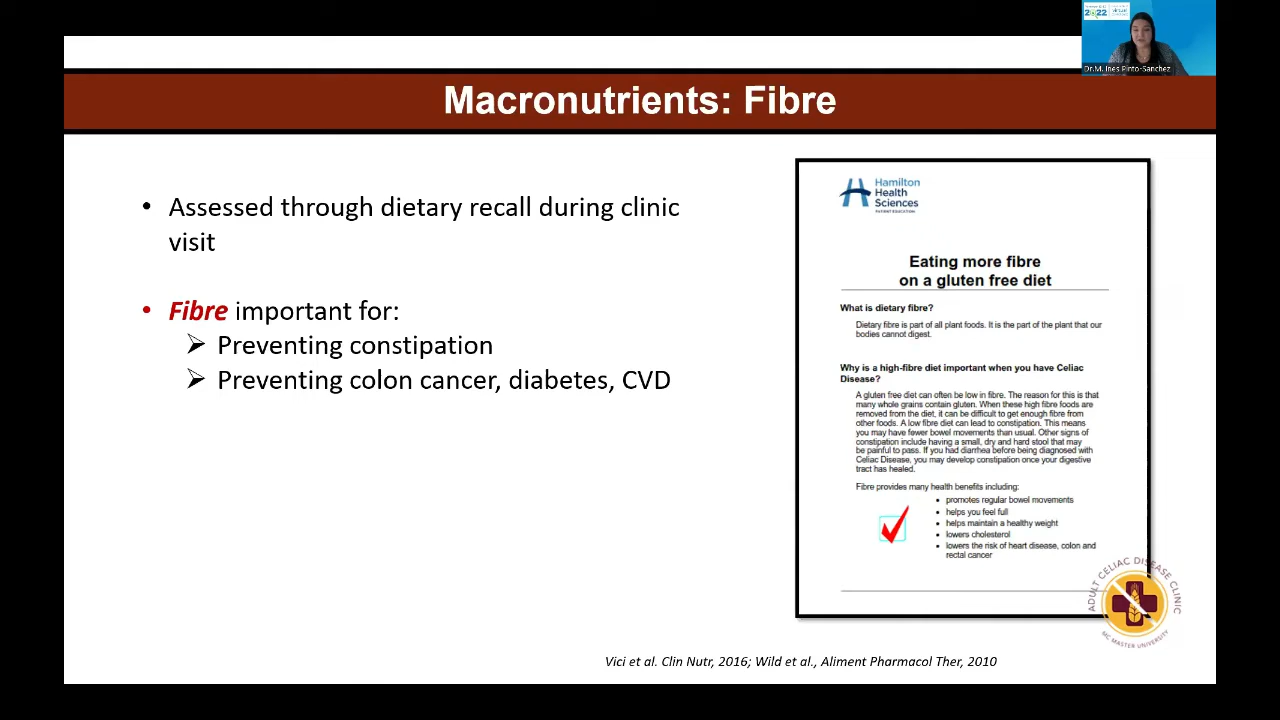 2022
Dr.M. Ines Pinto-Sanchez
Macronutrients: Fibre
• Assessed through dietary recall during clinic
visit
• Fibre important for:
➢ Preventing constipation
➢ Preventing colon cancer, diabetes, CVD
Hamilton
Health
Sciences
PATIENT EDUCATION
Eating more fibre
on a gluten free diet
What is dietary fibre?
Dietary fibre is part of all plant foods. It is the part of the plant that our
bodies cannot digest.
Why is a high-fibre diet important when you have Celiac
Disease?
A gluten free diet can often be low in fibre. The reason for this is that
many whole grains contain gluten. When these high fibre foods are
removed from the diet, it can be difficult to get enough fibre from
other foods. A low fibre diet can lead to constipation. This means
you may have fewer bowel movements than usual. Other signs of
constipation include having a small, dry and hard stool that may
be painful to pass. If you had diarrhea before being diagnosed with
Celiac Disease, you may develop constipation once your digestive
tract has healed.
Fibre provides many health benefits including:
• promotes regular bowel movements
• helps you feel full
• helps maintain a healthy weight
• lowers cholesterol
• lowers the risk of heart disease, colon and
rectal cancer
ADULT CELIAC DISEASE CLINIC
MC MASTER UNIVERSITY
Vici et al. Clin Nutr, 2016; Wild et al., Aliment Pharmacol Ther, 2010